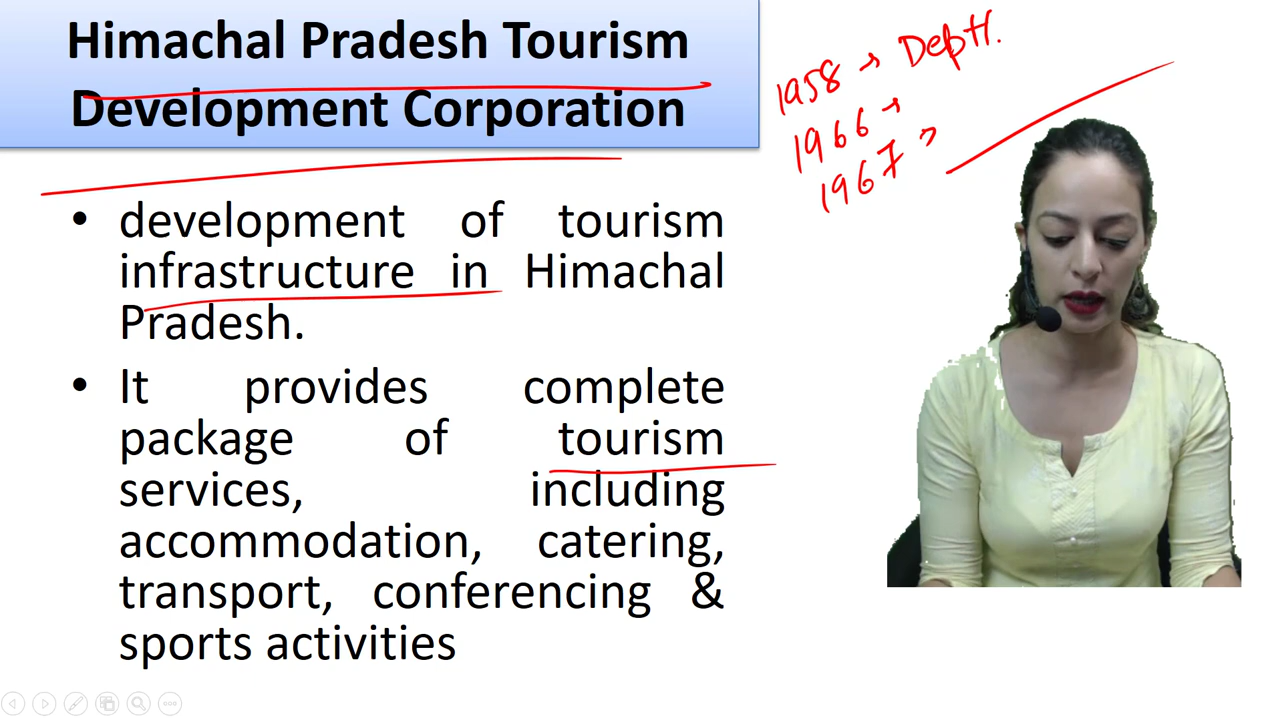 Himachal Pradesh Tourism
Development Corporation
1958 → Deptt.
1966 →
1967 →
• development of tourism
infrastructure in Himachal
Pradesh.
• It provides complete
package of tourism
services, including
accommodation, catering,
transport, conferencing &
sports activities